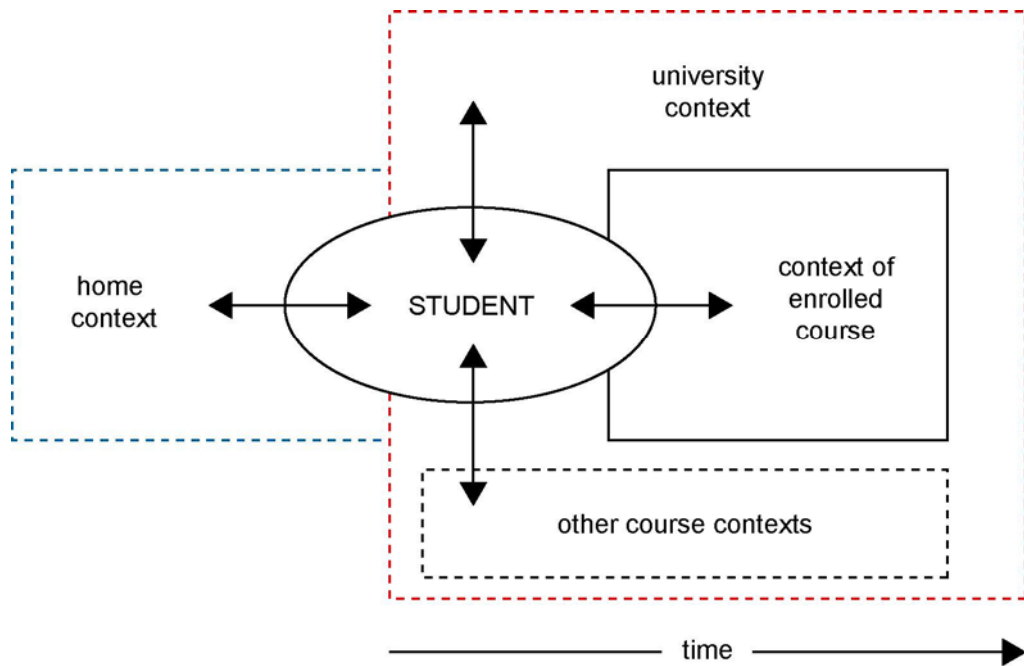 university
context
home
context
STUDENT
context of
enrolled
course
other course contexts
time